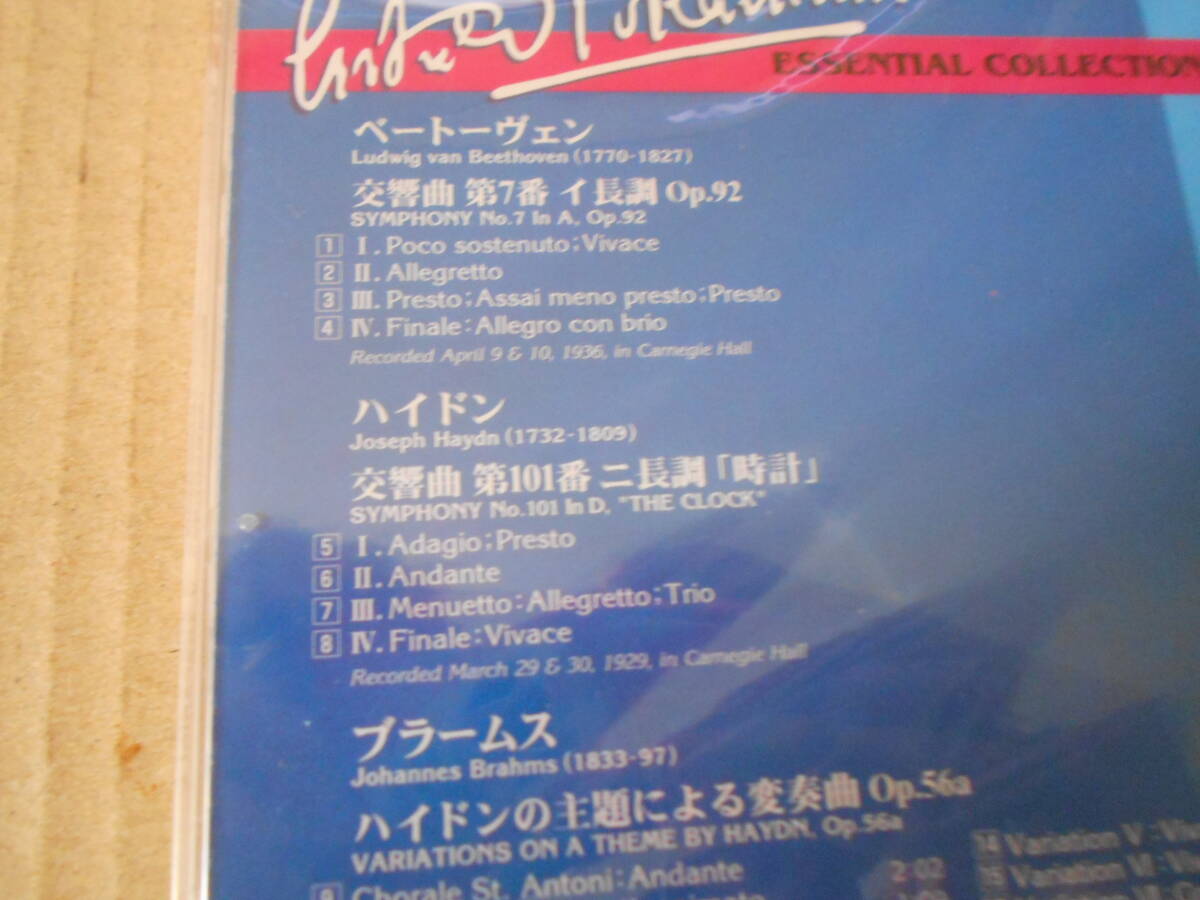 ESSENTIAL COLLECTION
ベートーヴェン
Ludwig van Beethoven (1770-1827)
交響曲 第7番 イ長調 Op.92
SYMPHONY No.7 In A, Op.92
1 I. Poco sostenuto;Vivace
2 II. Allegretto
3 III. Presto;Assai meno presto;Presto
4 IV. Finale:Allegro con brio
Recorded April 9 & 10, 1936, in Carnegie Hall
ハイドン
Joseph Haydn (1732-1809)
交響曲 第101番 ニ長調「時計」
SYMPHONY No.101 In D, "THE CLOCK"
5 I. Adagio;Presto
6 II. Andante
7 III. Menuetto:Allegretto;Trio
8 IV. Finale:Vivace
Recorded March 29 & 30, 1929, in Carnegie Hall
ブラームス
Johannes Brahms (1833-97)
ハイドンの主題による変奏曲 Op.56a
VARIATIONS ON A THEME BY HAYDN, Op.56a
9 Chorale St. Antoni:Andante 2:02
14 Variation V:
15 Variation VI: